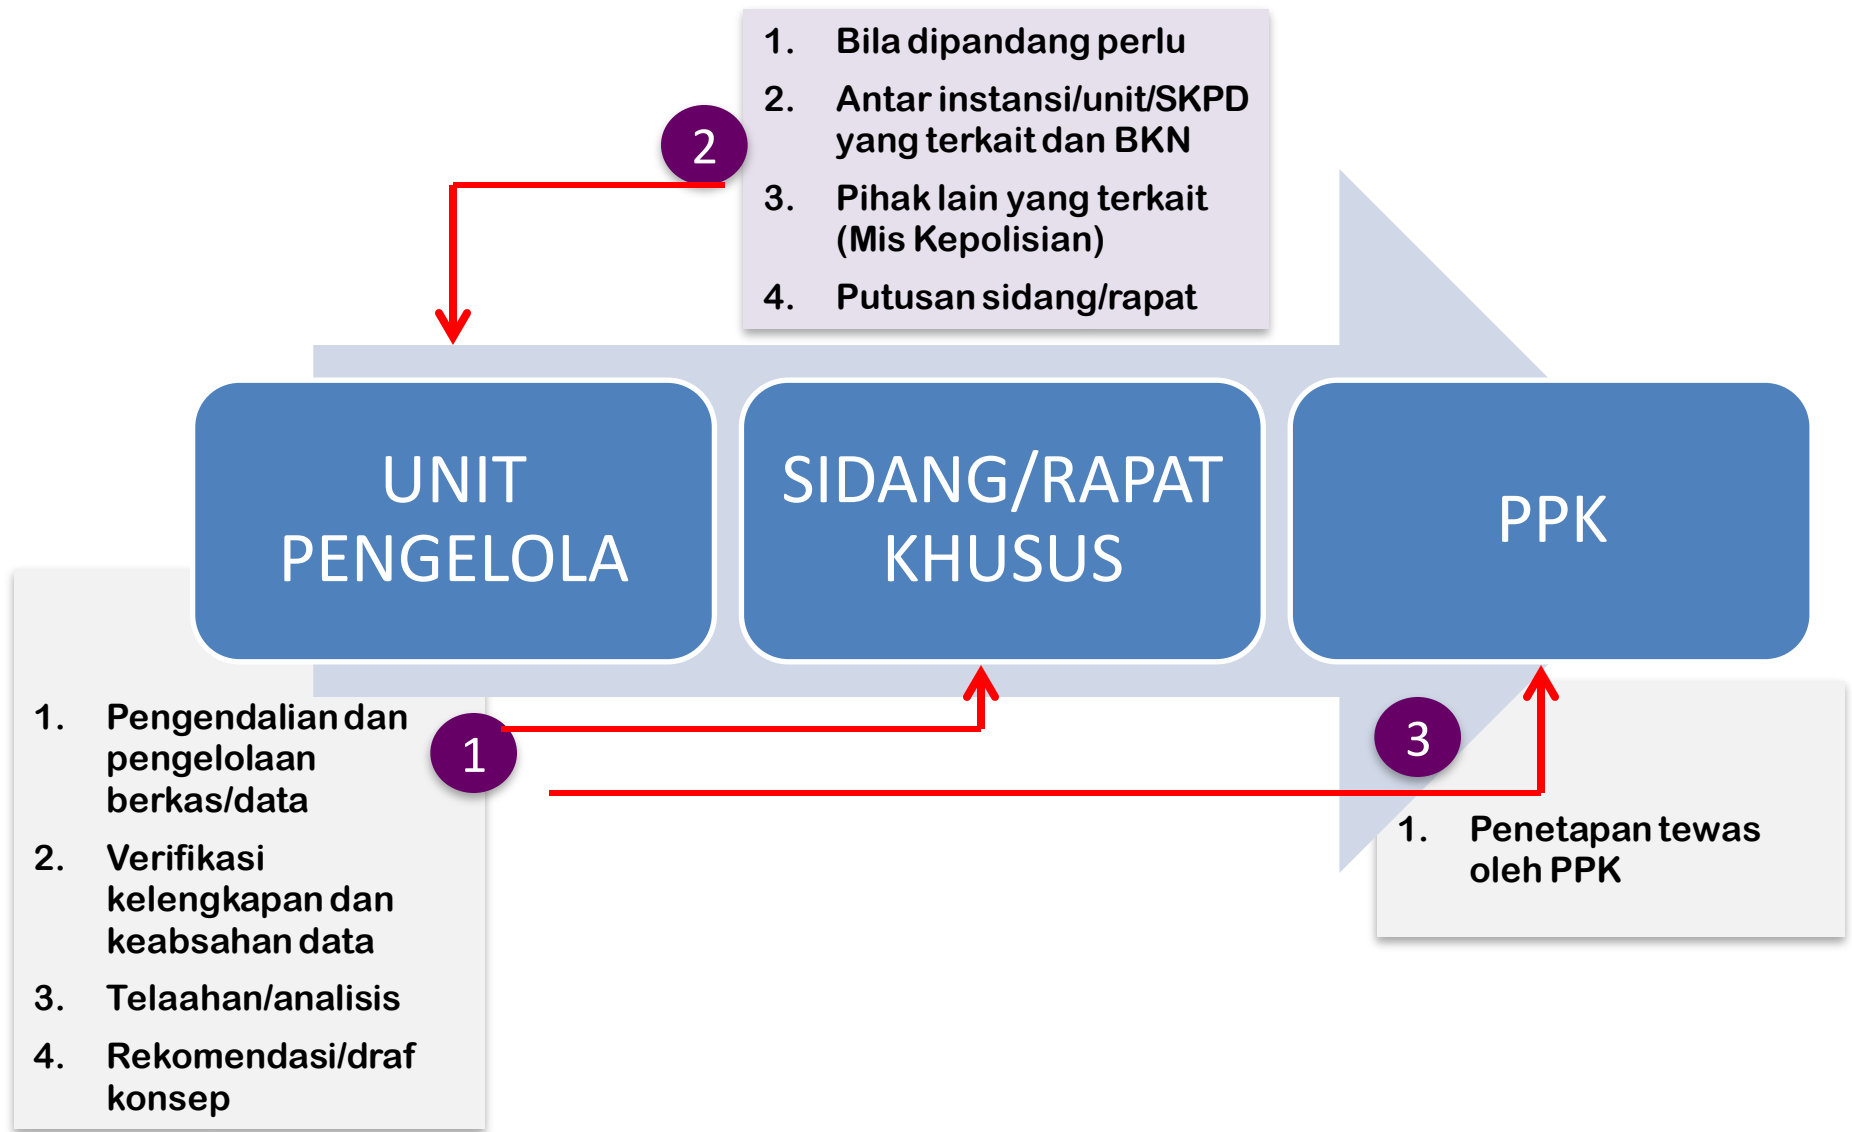 1. Bila dipandang perlu
2. Antar instansi/unit/SKPD
yang terkait dan BKN
3. Pihak lain yang terkait
(Mis Kepolisian)
4. Putusan sidang/rapat
2
UNIT
PENGELOLA
SIDANG/RAPAT
KHUSUS
PPK
1. Pengendalian dan
pengelolaan
berkas/data
2. Verifikasi
kelengkapan dan
keabsahan data
3. Telaahan/analisis
4. Rekomendasi/draf
konsep
1
3
1. Penetapan tewas
oleh PPK